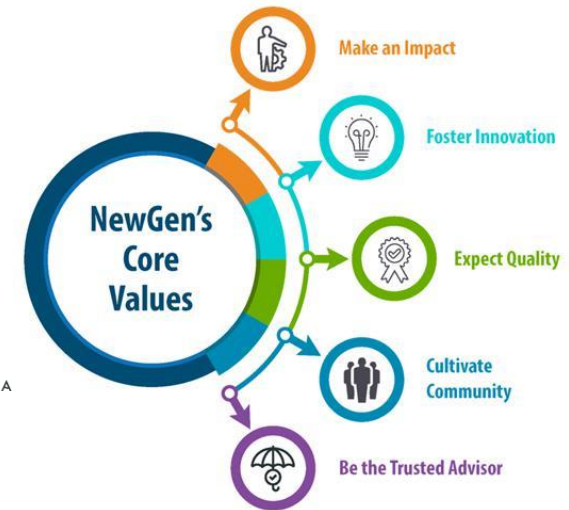 Make an Impact
Foster Innovation
NewGen's
Core
Values
Expect Quality
Cultivate
Community
A
Be the Trusted Advisor